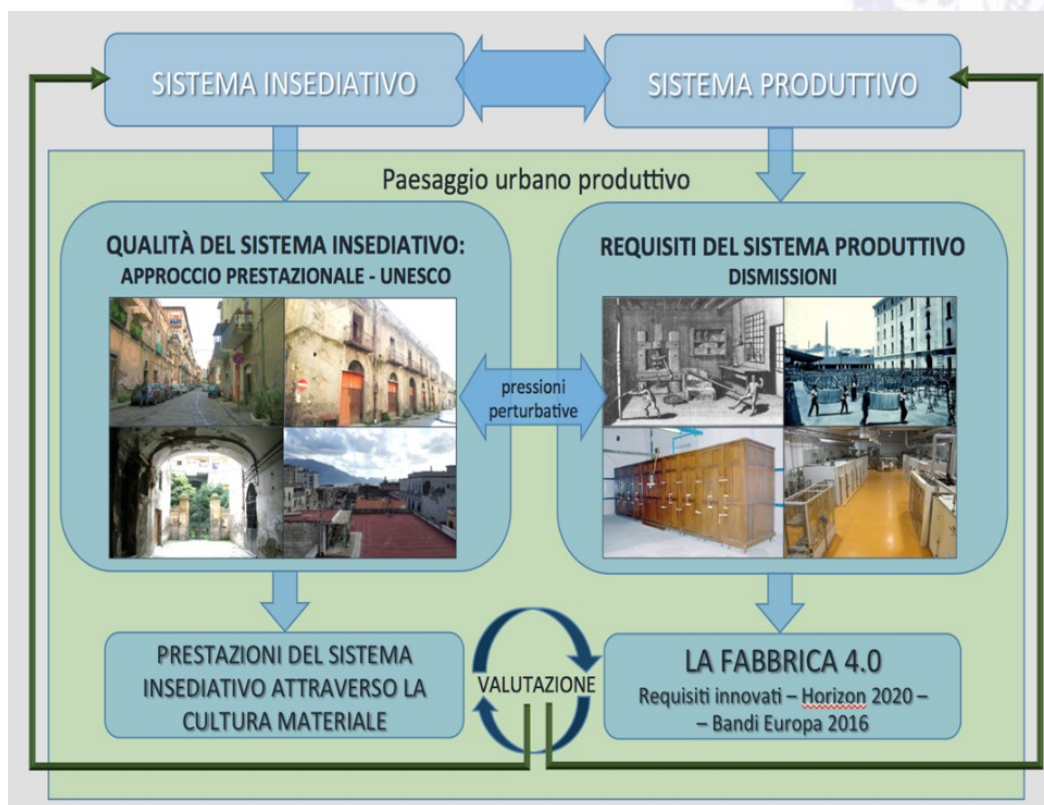 SISTEMA INSEDIATIVO
SISTEMA PRODUTTIVO
Paesaggio urbano produttivo
QUALITÀ DEL SISTEMA INSEDIATIVO:
APPROCCIO PRESTAZIONALE - UNESCO
REQUISITI DEL SISTEMA PRODUTTIVO
DISMISSIONI
pressioni
perturbative
PRESTAZIONI DEL SISTEMA
INSEDIATIVO ATTRAVERSO LA
CULTURA MATERIALE
VALUTAZIONE
LA FABBRICA 4.0
Requisiti innovati – Horizon 2020 –
– Bandi Europa 2016